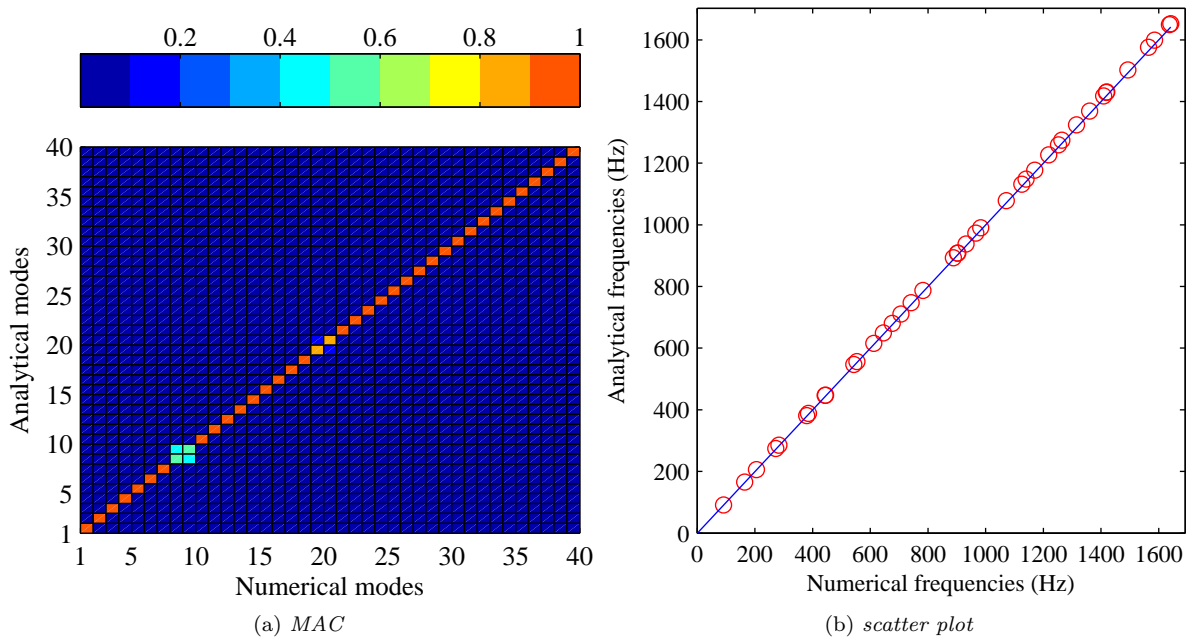 0.2 0.4 0.6 0.8 1
40
35
30
25
20
15
10
5
1
Analytical modes
1 5 10 15 20 25 30 35 40
Numerical modes
(a) MAC
1600
1400
1200
1000
800
600
400
200
0
Analytical frequencies (Hz)
0 200 400 600 800 1000 1200 1400 1600
Numerical frequencies (Hz)
(b) scatter plot